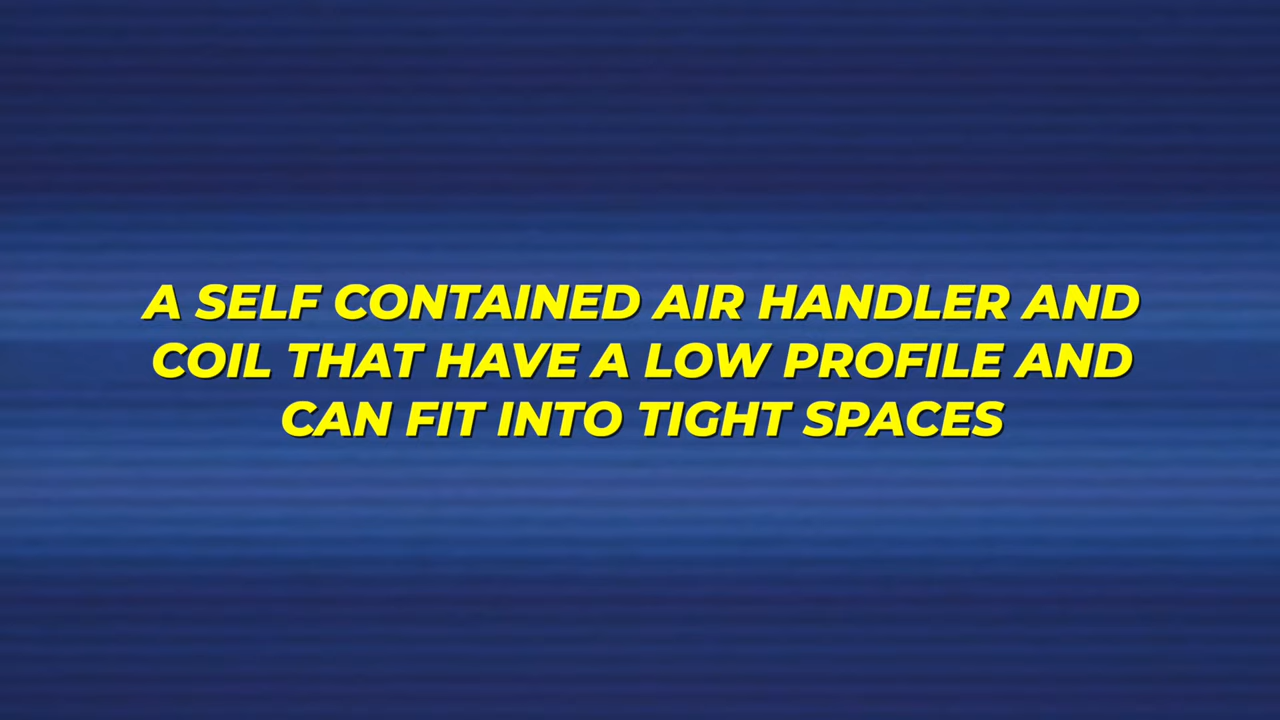 A SELF CONTAINED AIR HANDLER AND
COIL THAT HAVE A LOW PROFILE AND
CAN FIT INTO TIGHT SPACES